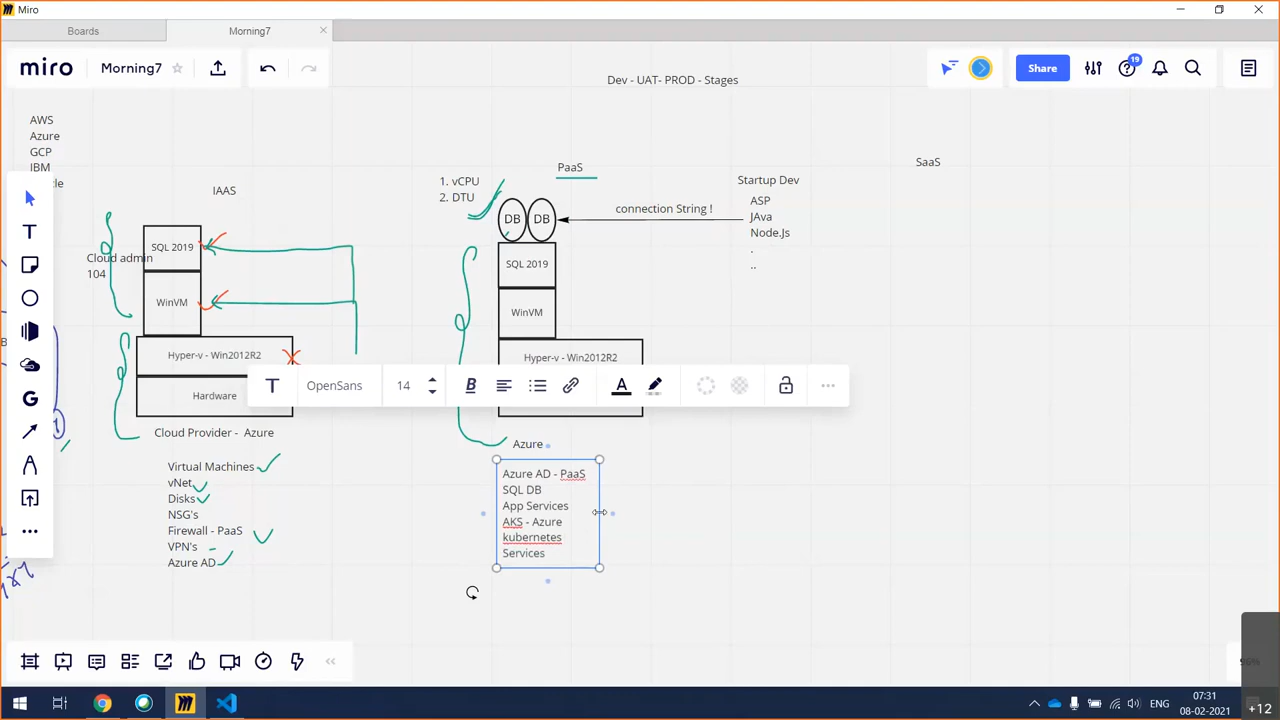 Miro
Boards
Morning7
miro
Morning7
19
Share
Dev - UAT- PROD - Stages
AWS
Azure
GCP
IBM
cle
IAAS
SQL 2019
Cloud admin
104
WinVM
Hyper-v - Win2012R2
Hardware
Cloud Provider - Azure
Virtual Machines
vNet
Disks
NSG's
Firewall - PaaS
VPN's
Azure AD
PaaS
1. vCPU
2. DTU
DB
DB
connection String !
Startup Dev
ASP
JAva
Node.Js
.
..
SQL 2019
WinVM
Hyper-v - Win2012R2
Azure
Azure AD - PaaS
SQL DB
App Services
AKS - Azure
kubernetes
Services
SaaS
T OpenSans 14 B A
96%
ENG
07:31
08-02-2021
+12